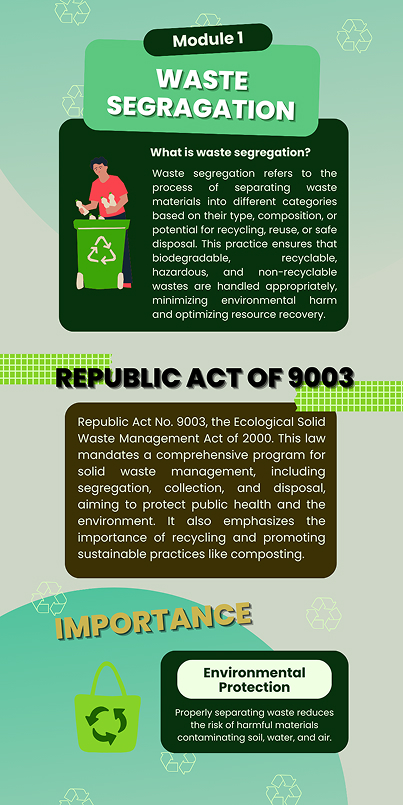 Module 1
WASTE
SEGRAGATION
What is waste segregation?
Waste segregation refers to the
process of separating waste
materials into different categories
based on their type, composition, or
potential for recycling, reuse, or safe
disposal. This practice ensures that
biodegradable, recyclable,
hazardous, and non-recyclable
wastes are handled appropriately,
minimizing environmental harm
and optimizing resource recovery.
REPUBLIC ACT OF 9003
Republic Act No. 9003, the Ecological Solid
Waste Management Act of 2000. This law
mandates a comprehensive program for
solid waste management, including
segregation, collection, and disposal,
aiming to protect public health and the
environment. It also emphasizes the
importance of recycling and promoting
sustainable practices like composting.
IMPORTANCE
Environmental
Protection
Properly separating waste reduces
the risk of harmful materials
contaminating soil, water, and air.